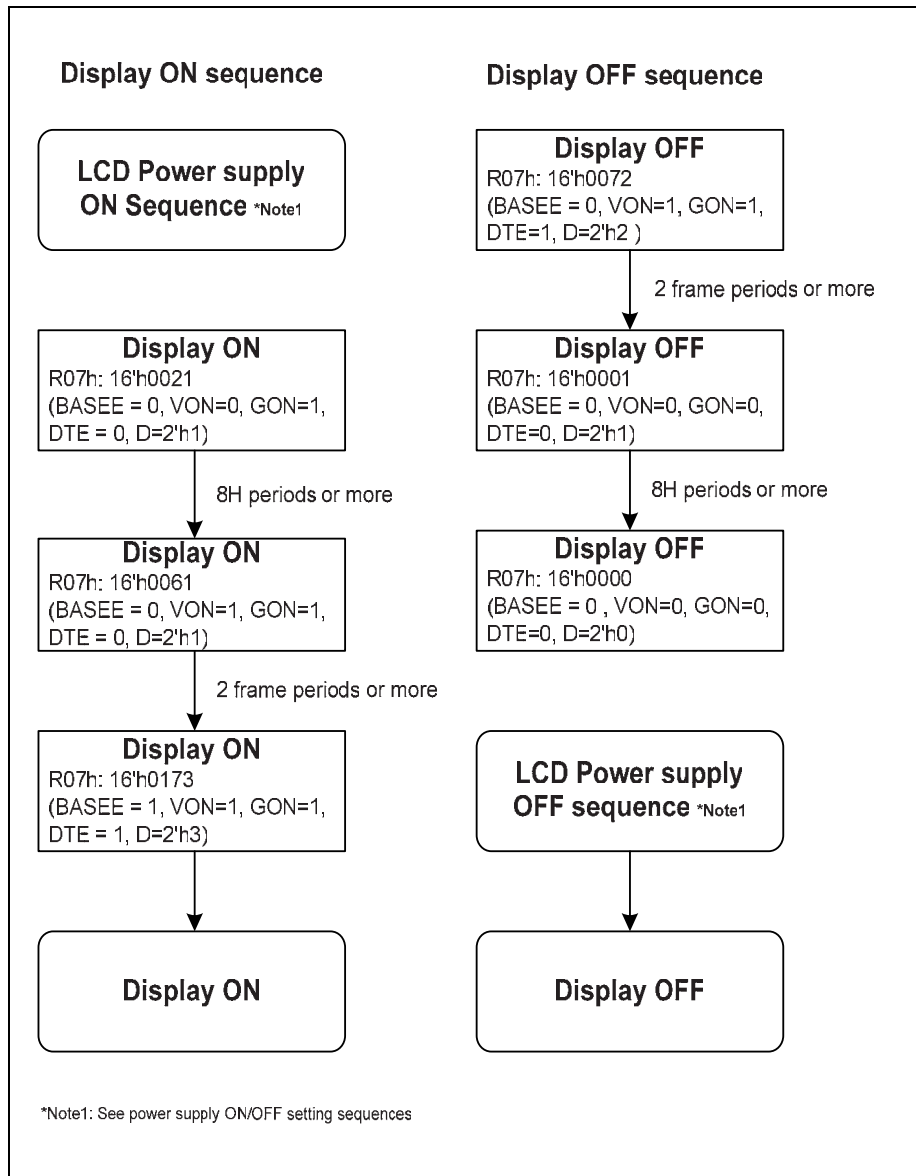 Display ON sequence
LCD Power supply
ON Sequence *Note1
Display ON
R07h: 16'h0021
(BASEE = 0, VON=0, GON=1,
DTE = 0, D=2'h1)
8H periods or more
Display ON
R07h: 16'h0061
(BASEE = 0, VON=1, GON=1,
DTE = 0, D=2'h1)
2 frame periods or more
Display ON
R07h: 16'h0173
(BASEE = 1, VON=1, GON=1,
DTE = 1, D=2'h3)
Display ON
Display OFF sequence
Display OFF
R07h: 16'h0072
(BASEE = 0, VON=1, GON=1,
DTE=1, D=2'h2 )
2 frame periods or more
Display OFF
R07h: 16'h0001
(BASEE = 0, VON=0, GON=0,
DTE=0, D=2'h1)
8H periods or more
Display OFF
R07h: 16'h0000
(BASEE = 0 , VON=0, GON=0,
DTE=0, D=2'h0)
LCD Power supply
OFF sequence *Note1
Display OFF
*Note1: See power supply ON/OFF setting sequences